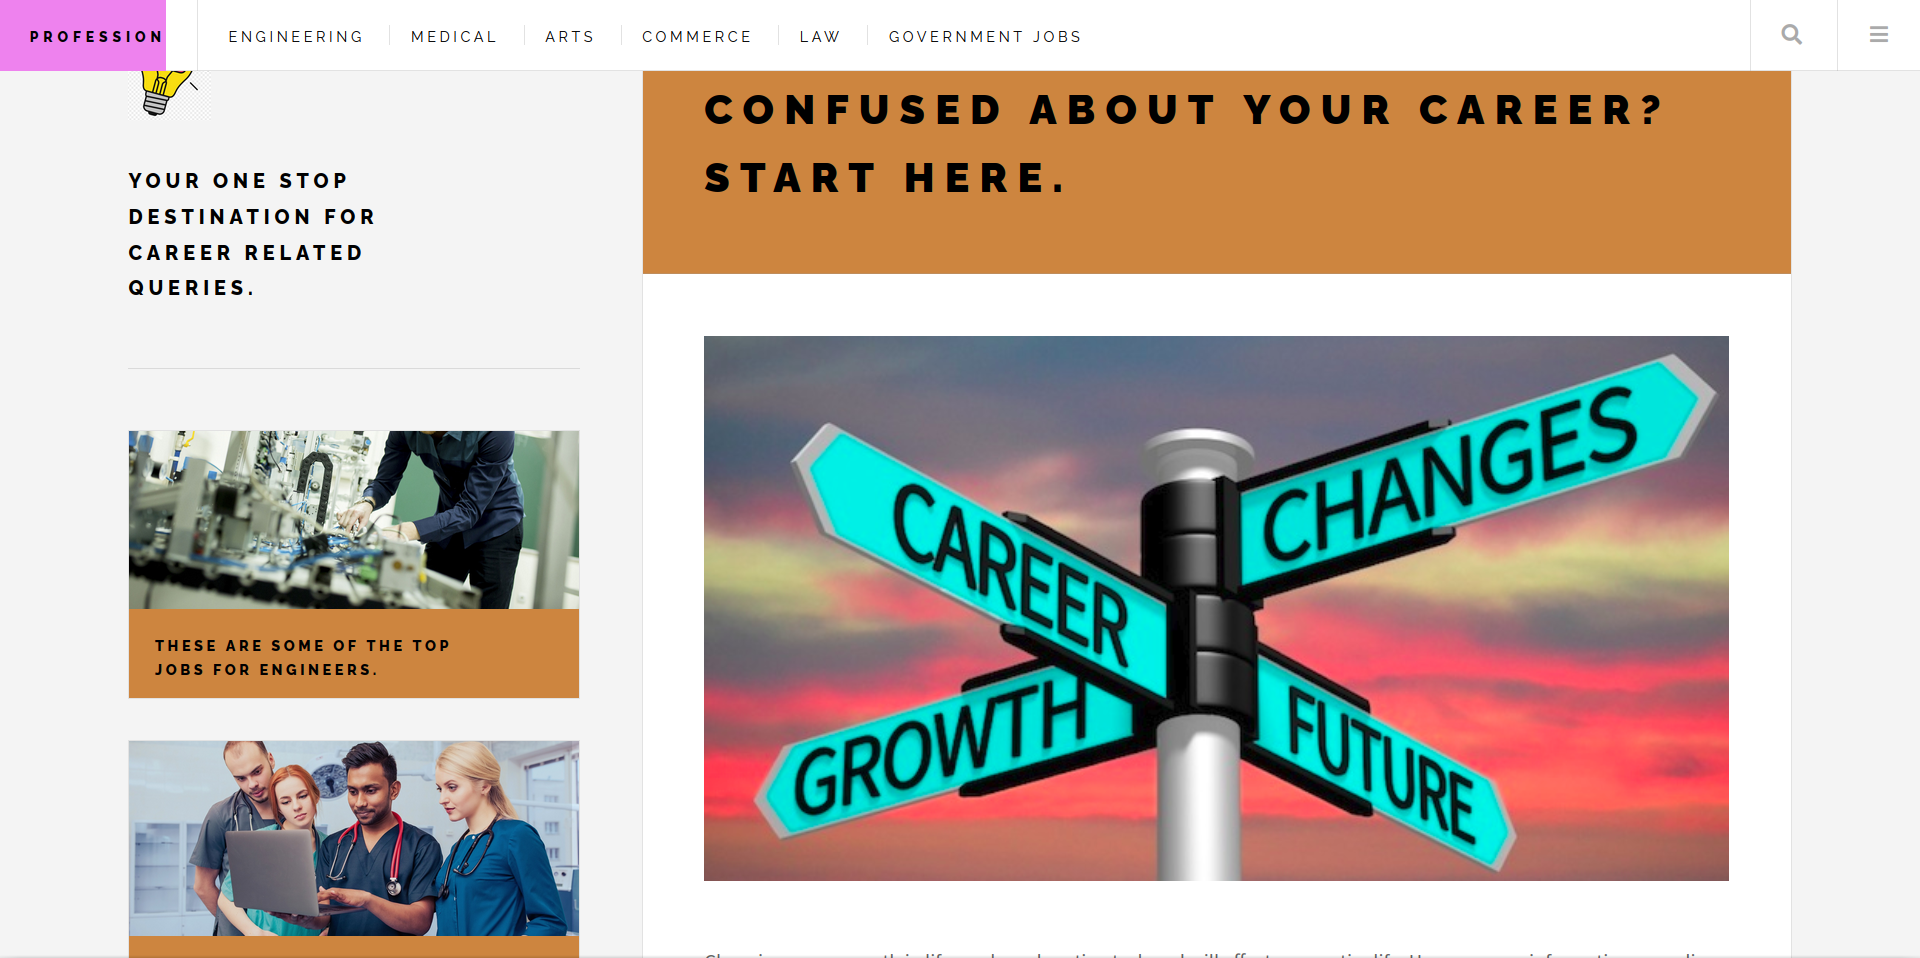 PROFESSION
ENGINEERING
MEDICAL
ARTS
COMMERCE
LAW
GOVERNMENT JOBS
YOUR ONE STOP
DESTINATION FOR
CAREER RELATED
QUERIES.
THESE ARE SOME OF THE TOP
JOBS FOR ENGINEERS.
CONFUSED ABOUT YOUR CAREER?
START HERE.
CHANGES
CAREER
GROWTH
FUTURE